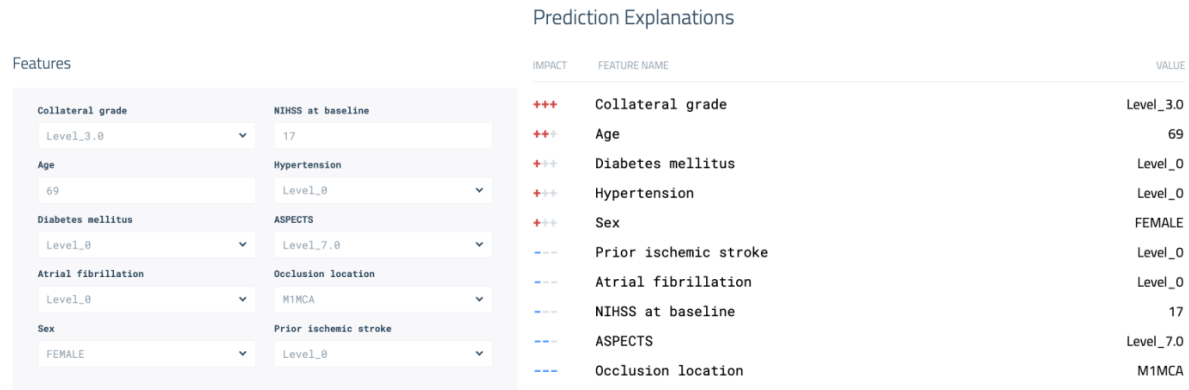 Prediction Explanations
Features
IMPACT FEATURE NAME VALUE
Collateral grade NIHSS at baseline
Level_3.0 17
Age Hypertension
69 Level_0
Diabetes mellitus ASPECTS
Level_0 Level_7.0
Atrial fibrillation Occlusion location
Level_0 M1MCA
Sex Prior ischemic stroke
FEMALE Level_0
+++ Collateral grade Level_3.0
+++ Age 69
+++ Diabetes mellitus Level_0
+++ Hypertension Level_0
+++ Sex FEMALE
--- Prior ischemic stroke Level_0
--- Atrial fibrillation Level_0
--- NIHSS at baseline 17
--- ASPECTS Level_7.0
--- Occlusion location M1MCA